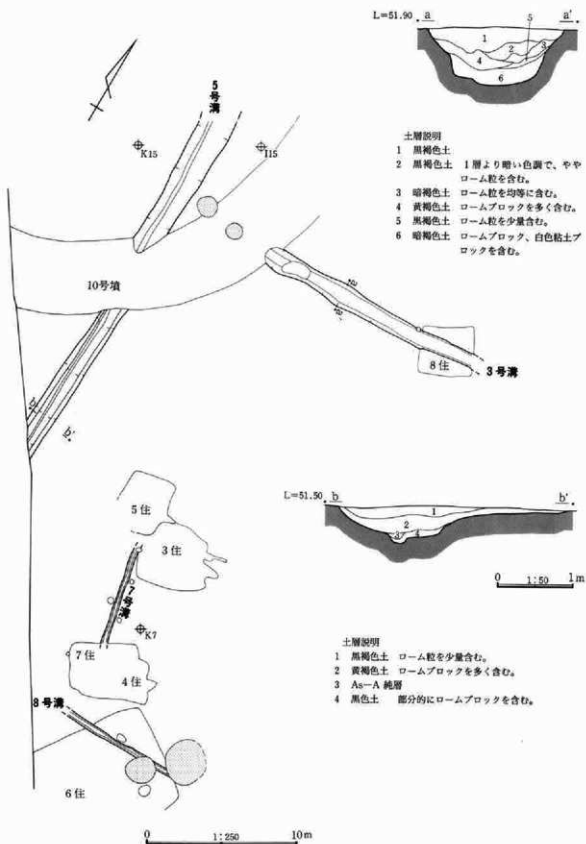 L=51.90 a 5 a'
1
2
3
4
6
土層説明
1 黒褐色土
2 黒褐色土 1層より暗い色調で、やや
ローム粒を含む。
3 暗褐色土 ローム粒を均等に含む。
4 黄褐色土 ロームブロックを多く含む。
5 黒褐色土 ローム粒を少量含む。
6 暗褐色土 ロームブロック、白色粘土ブ
ロックを含む。
5号溝
K15
I15
10号墳
a
a'
8住
3号溝
b
b'
5住
3住
7号溝
K7
7住
4住
8号溝
6住
0 1:250 10m
L=51.50 b b'
1
2
3 4
0 1:50 1m
土層説明
1 黒褐色土 ローム粒を少量含む。
2 黄褐色土 ロームブロックを多く含む。
3 As-A 純層
4 黒色土 部分的にロームブロックを含む。